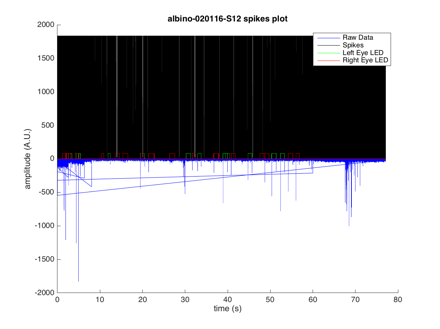 albino-020116-S12 spikes plot
2000
1500
1000
500
0
-500
-1000
-1500
-2000
amplitude (A.U.)
Raw Data
Spikes
Left Eye LED
Right Eye LED
0 10 20 30 40 50 60 70 80
time (s)